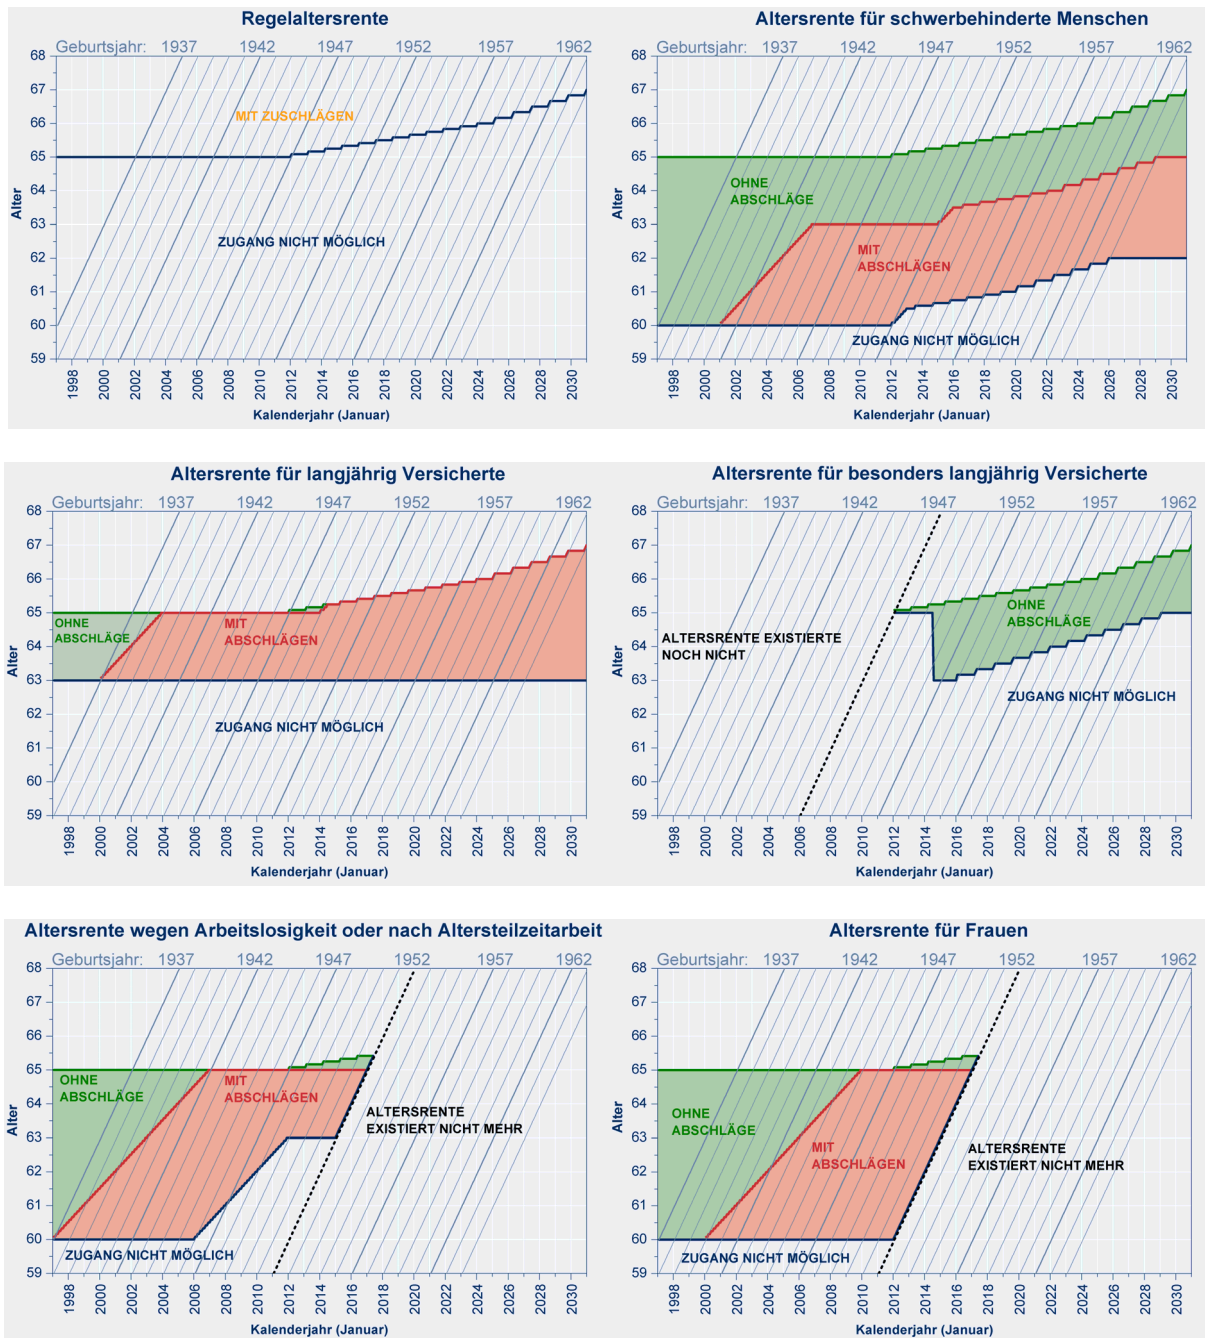 Regelaltersrente
Geburtsjahr: 1937 1942 1947 1952 1957 1962
68
67
66
65
64
63
62
61
60
59
Alter
MIT ZUSCHLÄGEN
ZUGANG NICHT MÖGLICH
1998 2000 2002 2004 2006 2008 2010 2012 2014 2016 2018 2020 2022 2024 2026 2028 2030
Kalenderjahr (Januar)
Altersrente für schwerbehinderte Menschen
Geburtsjahr: 1937 1942 1947 1952 1957 1962
68
67
66
65
64
63
62
61
60
59
Alter
OHNE
ABSCHLÄGE
MIT
ABSCHLÄGEN
ZUGANG NICHT MÖGLICH
1998 2000 2002 2004 2006 2008 2010 2012 2014 2016 2018 2020 2022 2024 2026 2028 2030
Kalenderjahr (Januar)
Altersrente für langjährig Versicherte
Geburtsjahr: 1937 1942 1947 1952 1957 1962
68
67
66
65
64
63
62
61
60
59
Alter
OHNE
ABSCHLÄGE
MIT
ABSCHLÄGEN
ZUGANG NICHT MÖGLICH
1998 2000 2002 2004 2006 2008 2010 2012 2014 2016 2018 2020 2022 2024 2026 2028 2030
Kalenderjahr (Januar)
Altersrente für besonders langjährig Versicherte
Geburtsjahr: 1937 1942 1947 1952 1957 1962
68
67
66
65
64
63
62
61
60
59
Alter
OHNE
ABSCHLÄGE
ALTERSRENTE EXISTIERTE
NOCH NICHT
ZUGANG NICHT MÖGLICH
1998 2000 2002 2004 2006 2008 2010 2012 2014 2016 2018 2020 2022 2024 2026 2028 2030
Kalenderjahr (Januar)
Altersrente wegen Arbeitslosigkeit oder nach Altersteilzeitarbeit
Geburtsjahr: 1937 1942 1947 1952 1957 1962
68
67
66
65
64
63
62
61
60
59
Alter
OHNE
ABSCHLÄGE
MIT
ABSCHLÄGEN
ALTERSRENTE
EXISTIERT NICHT MEHR
ZUGANG NICHT MÖGLICH
1998 2000 2002 2004 2006 2008 2010 2012 2014 2016 2018 2020 2022 2024 2026 2028 2030
Kalenderjahr (Januar)
Altersrente für Frauen
Geburtsjahr: 1937 1942 1947 1952 1957 1962
68
67
66
65
64
63
62
61
60
59
Alter
OHNE
ABSCHLÄGE
MIT
ABSCHLÄGEN
ALTERSRENTE
EXISTIERT NICHT MEHR
ZUGANG NICHT MÖGLICH
1998 2000 2002 2004 2006 2008 2010 2012 2014 2016 2018 2020 2022 2024 2026 2028 2030
Kalenderjahr (Januar)